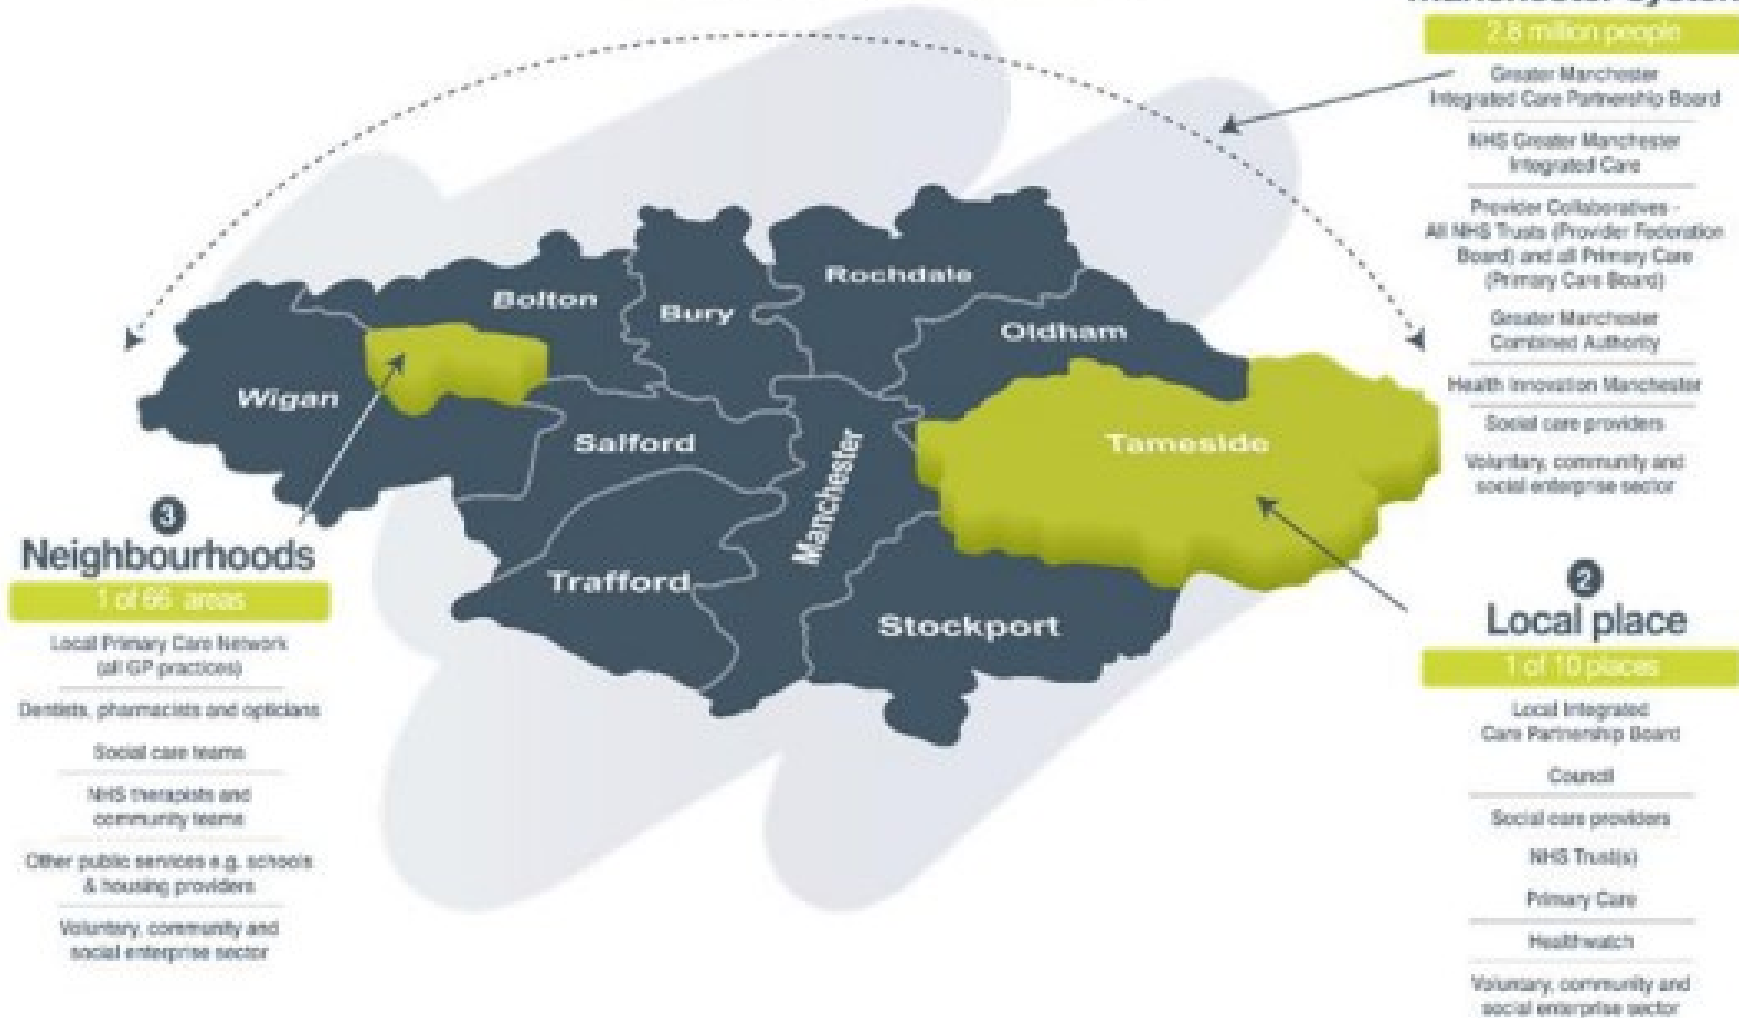 2.8 million people
Greater Manchester
Integrated Care Partnership Board
NHS Greater Manchester
Integrated Care
Provider Collaboratives -
All NHS Trusts (Provider Federation
Board) and all Primary Care
(Primary Care Board)
Greater Manchester
Combined Authority
Health Innovation Manchester
Social care providers
Voluntary, community and
social enterprise sector
Rochdale
Bolton
Bury
Oldham
Wigan
Salford
Manchester
Tameside
Trafford
Stockport
3
Neighbourhoods
1 of 66 areas
Local Primary Care Network
(all GP practices)
Dentists, pharmacists and opticians
Social care teams
NHS therapists and
community teams
Other public services e.g. schools
& housing providers
Voluntary, community and
social enterprise sector
2
Local place
1 of 10 places
Local Integrated
Care Partnership Board
Council
Social care providers
NHS Trust(s)
Primary Care
Healthwatch
Voluntary, community and
social enterprise sector